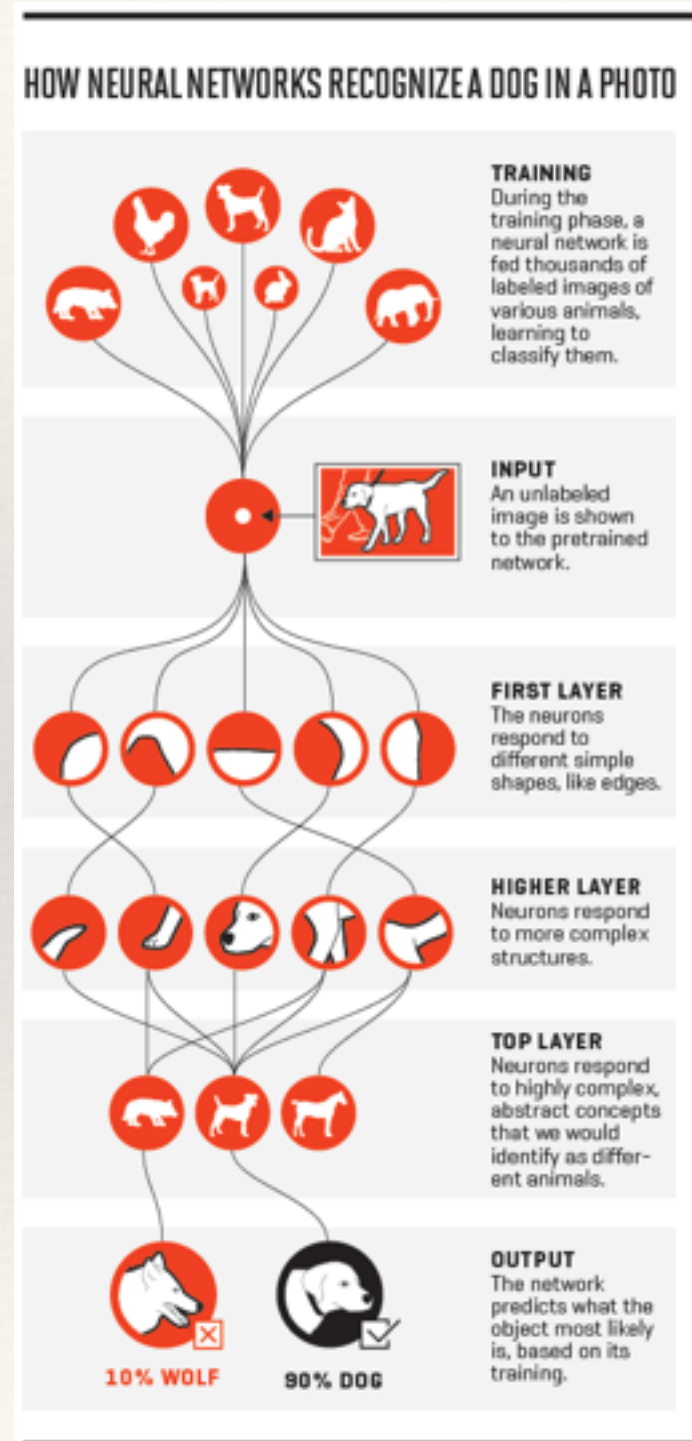 HOW NEURAL NETWORKS RECOGNIZE A DOG IN A PHOTO
TRAINING
During the
training phase, a
neural network is
fed thousands of
labeled images of
various animals,
learning to
classify them.
INPUT
An unlabeled
image is shown
to the pretrained
network.
FIRST LAYER
The neurons
respond to
different simple
shapes, like edges.
HIGHER LAYER
Neurons respond
to more complex
structures.
TOP LAYER
Neurons respond
to highly complex,
abstract concepts
that we would
identify as differ-
ent animals.
OUTPUT
The network
predicts what the
object most likely
is, based on its
training.
10% WOLF
90% DOG